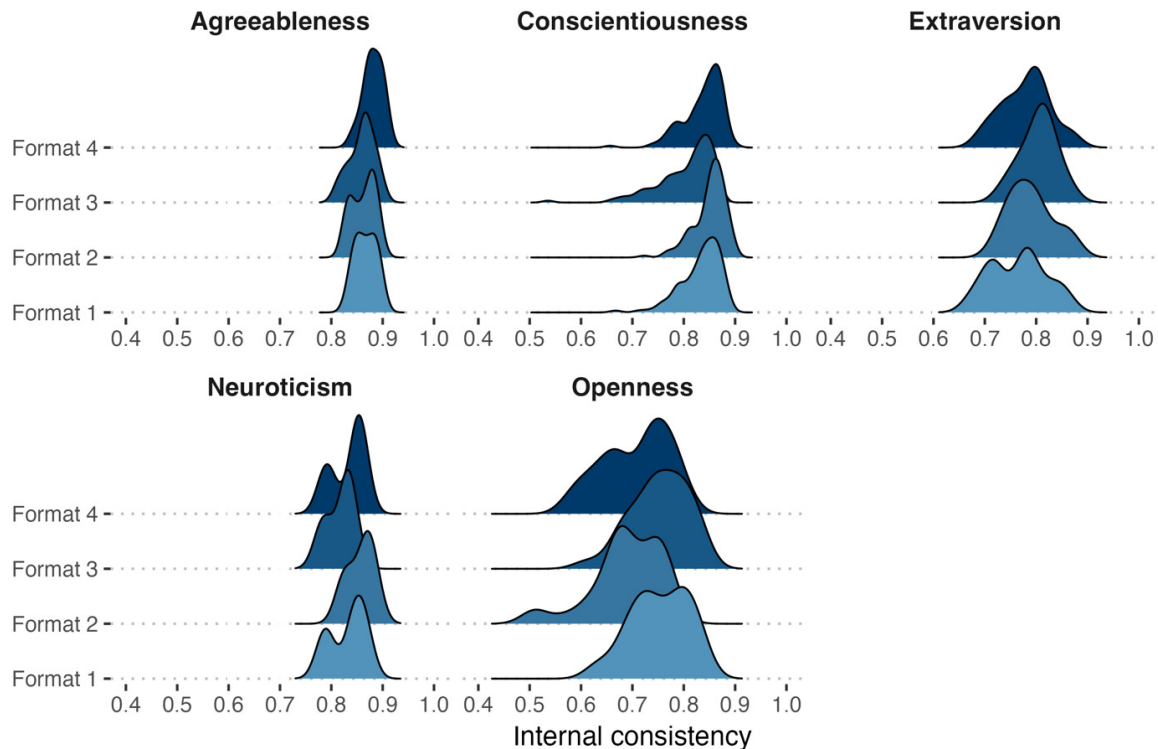 Agreeableness Conscientiousness Extraversion
Format 4
Format 3
Format 2
Format 1
0.4 0.5 0.6 0.7 0.8 0.9 1.0 0.4 0.5 0.6 0.7 0.8 0.9 1.0 0.4 0.5 0.6 0.7 0.8 0.9 1.0
Neuroticism Openness
Format 4
Format 3
Format 2
Format 1
0.4 0.5 0.6 0.7 0.8 0.9 1.0 0.4 0.5 0.6 0.7 0.8 0.9 1.0
Internal consistency